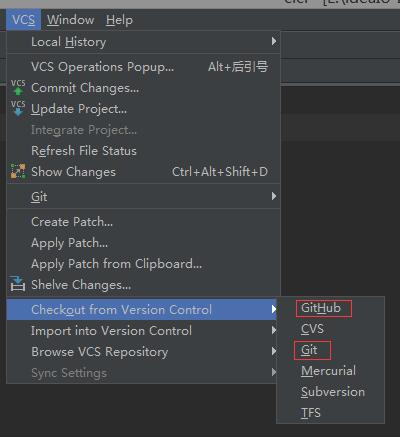 VCS Window Help
Local History
VCS Operations Popup... Alt+后引号
VCS Commit Changes...
VCS Update Project...
Integrate Project...
Refresh File Status
Show Changes Ctrl+Alt+Shift+D
Git
Create Patch...
Apply Patch...
Apply Patch from Clipboard...
Shelve Changes...
Checkout from Version Control
GitHub
Import into Version Control
CVS
Browse VCS Repository
Git
Sync Settings
Mercurial
Subversion
TFS